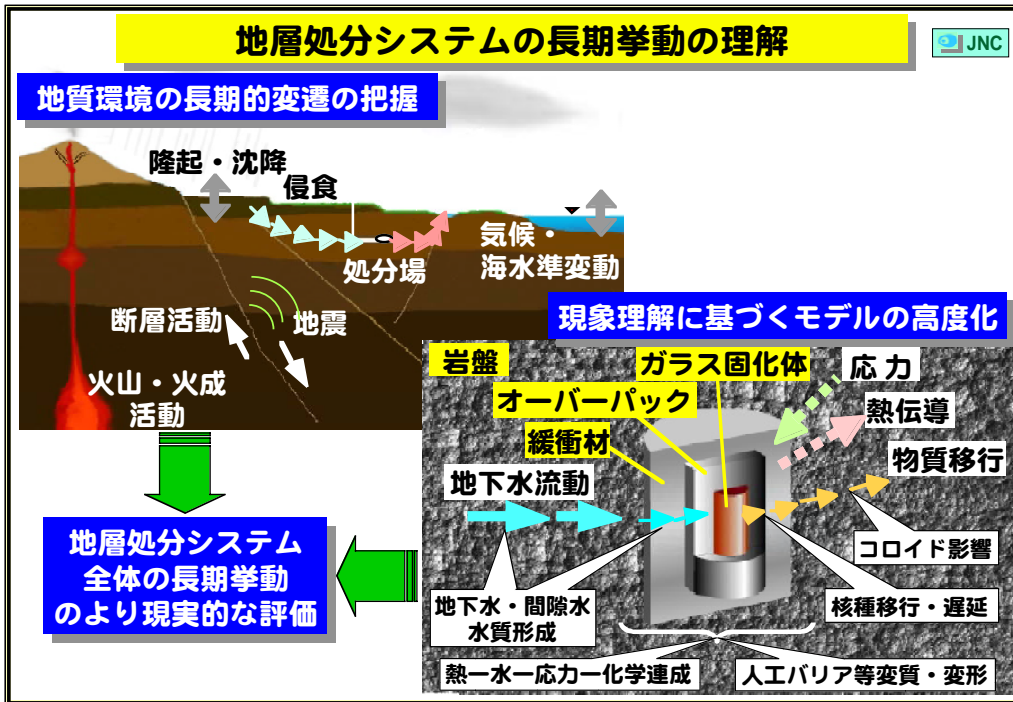 地層処分システムの長期挙動の理解
JNC
地質環境の長期的変遷の把握
隆起・沈降
侵食
処分場
気候・
海水準変動
断層活動
地震
火山・火成
活動
現象理解に基づくモデルの高度化
岩盤
ガラス固化体
応力
オーバーパック
熱伝導
緩衝材
物質移行
地下水流動
コロイド影響
地下水・間隙水
水質形成
核種移行・遅延
熱ー水ー応力ー化学連成
人工バリア等変質・変形
地層処分システム
全体の長期挙動
のより現実的な評価